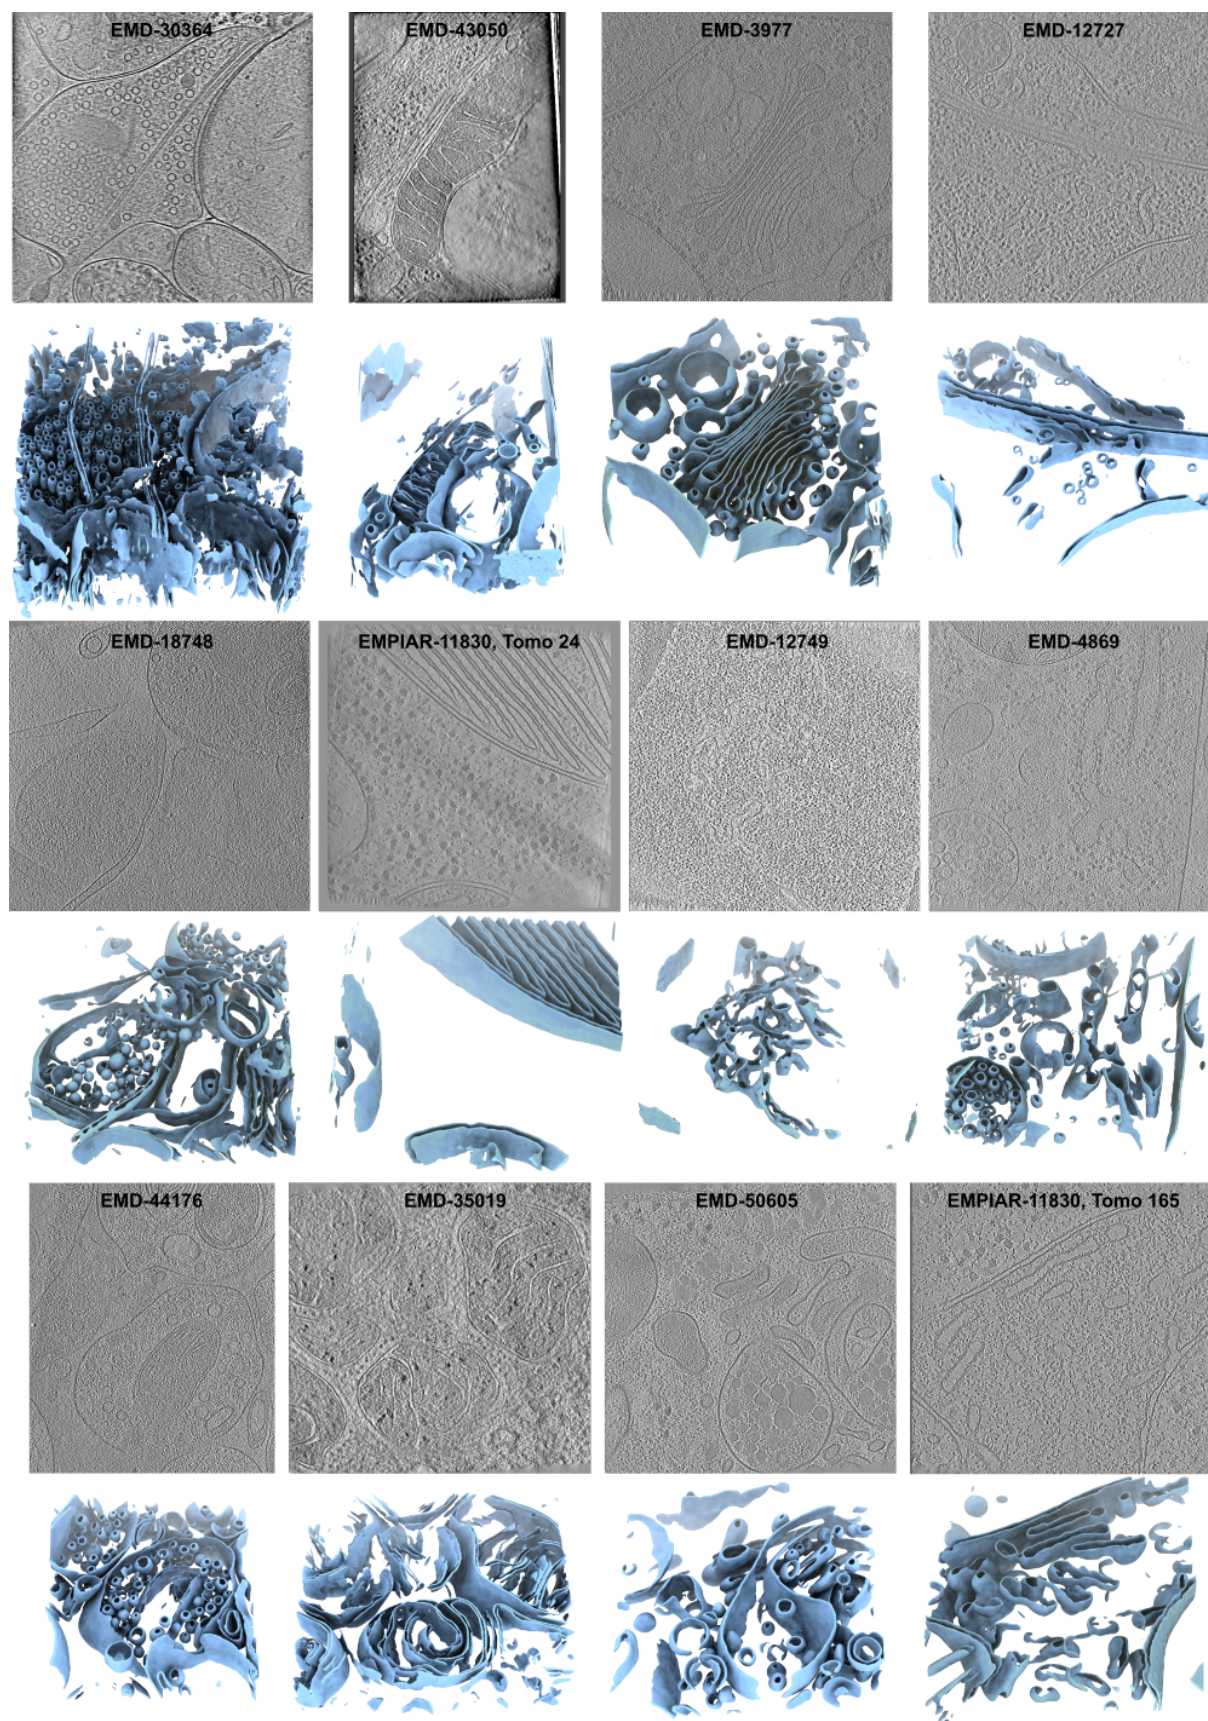 EMD-30364
EMD-43050
EMD-3977
EMD-12727
EMD-18748
EMPIAR-11830, Tomo 24
EMD-12749
EMD-4869
EMD-44176
EMD-35019
EMD-50605
EMPIAR-11830, Tomo 165